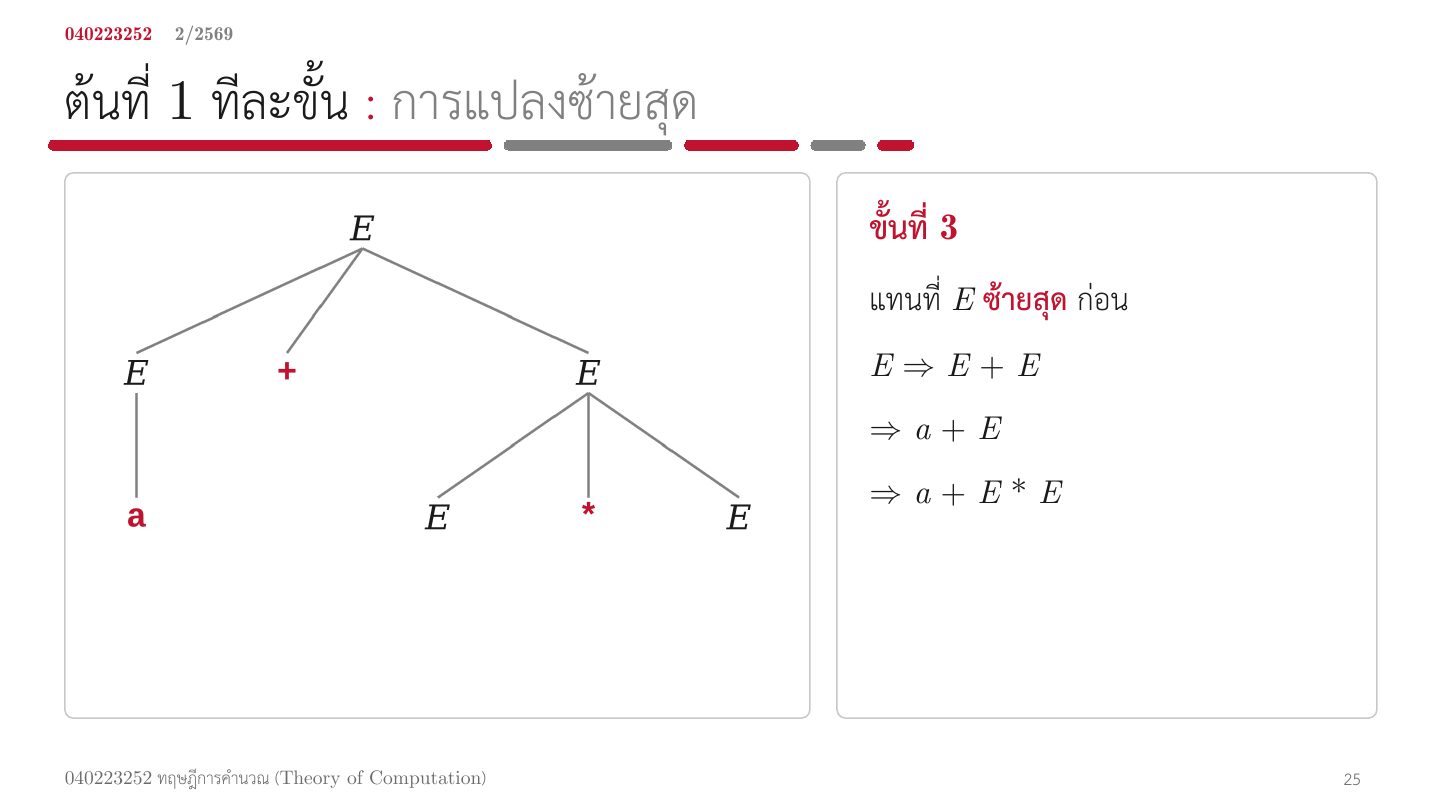 040223252 2/2569
ต้นที่ 1 ทีละขั้น : การแปลงซ้ายสุด
E
E + E
a E * E
ขั้นที่ 3
แทนที่ E ซ้ายสุด ก่อน
E ⇒ E + E
⇒ a + E
⇒ a + E * E
040223252 ทฤษฎีการคำนวณ (Theory of Computation)
25